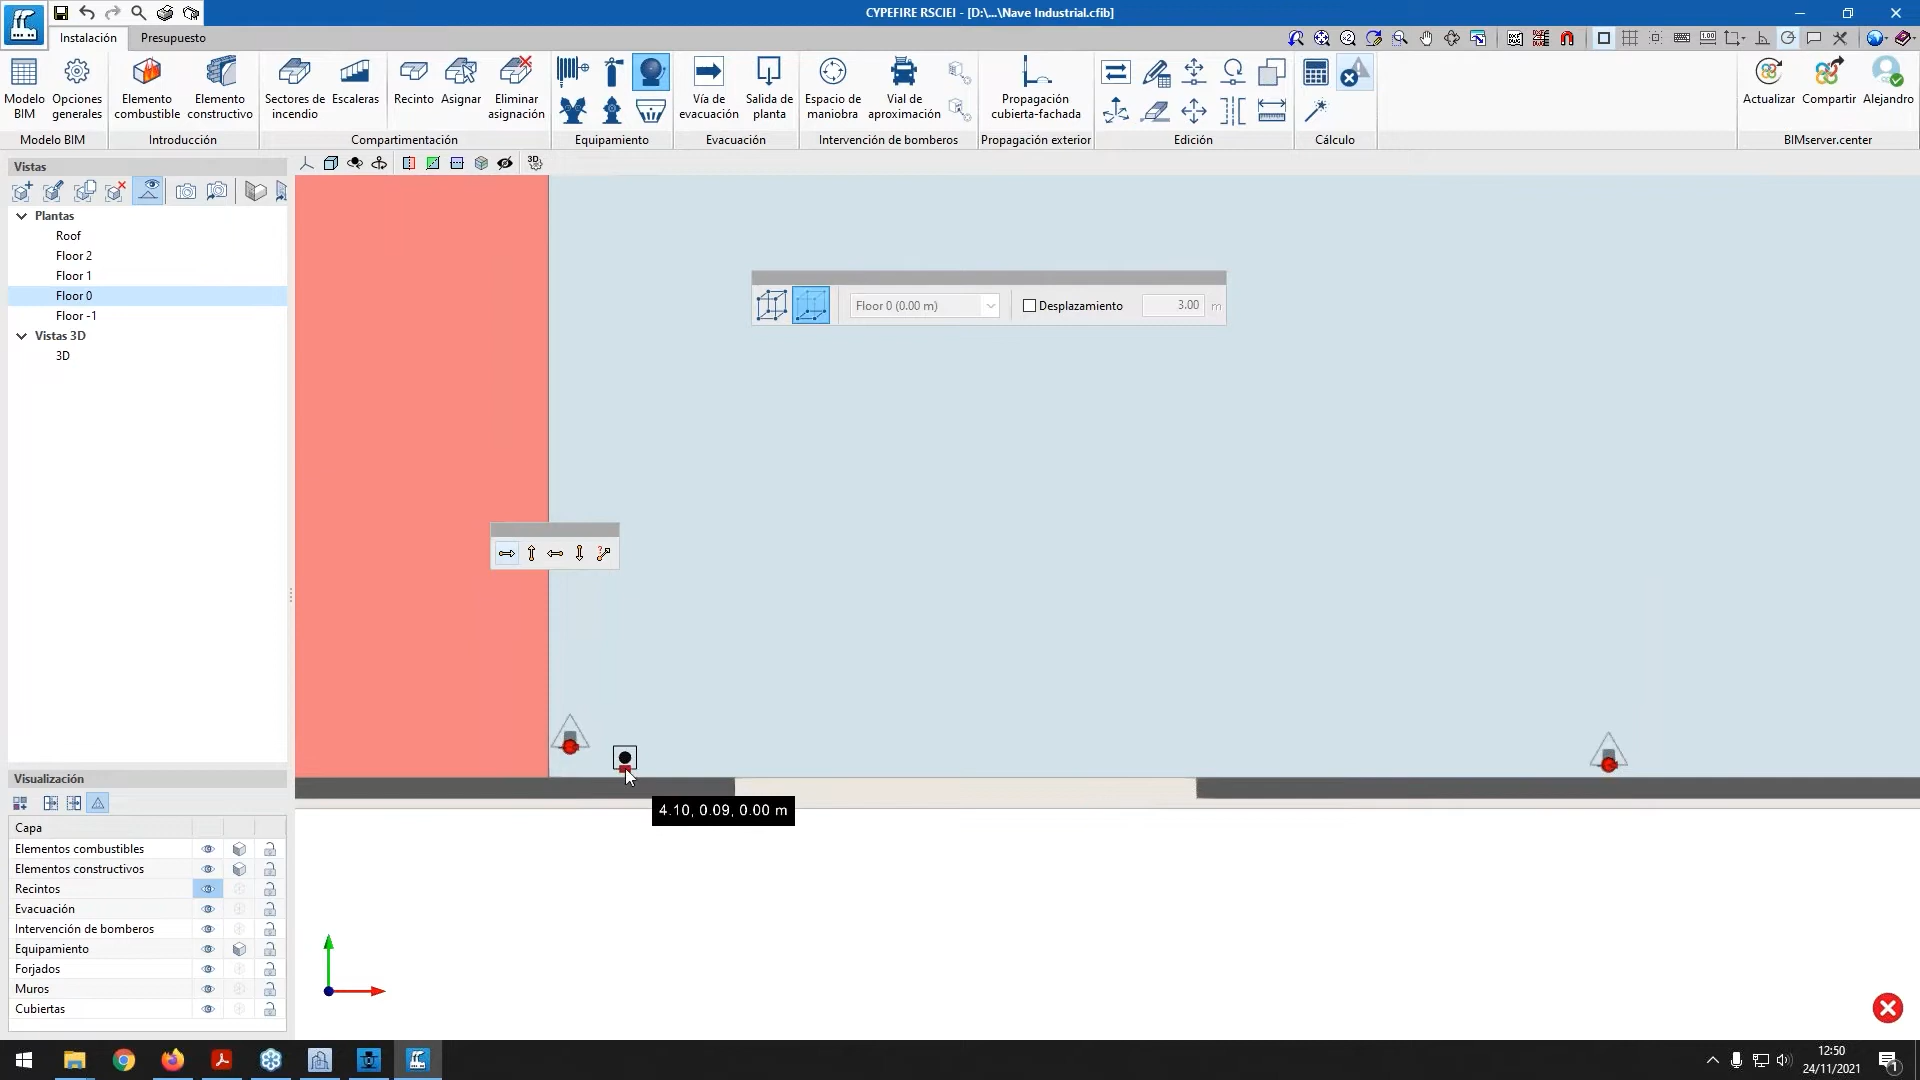 CYPEFIRE RSCIEI - [D:\...\Nave Industrial.cfib]
Instalación
Presupuesto
Modelo BIM
Opciones generales
Elemento combustible
Elemento constructivo
Sectores de incendio
Escaleras
Recinto
Asignar
Eliminar asignación
Vía de evacuación
Salida de planta
Espacio de maniobra
Vial de aproximación
Propagación cubierta-fachada
Actualizar
Compartir
Alejandro
Modelo BIM
Introducción
Compartimentación
Equipamiento
Evacuación
Intervención de bomberos
Propagación exterior
Edición
Cálculo
BIMserver.center
Vistas
Plantas
Roof
Floor 2
Floor 1
Floor 0
Floor -1
Vistas 3D
3D
Floor 0 (0.00 m)
Desplazamiento
3.00
m
4.10, 0.09, 0.00 m
Visualización
Capa
Elementos combustibles
Elementos constructivos
Recintos
Evacuación
Intervención de bomberos
Equipamiento
Forjados
Muros
Cubiertas
12:50
24/11/2021